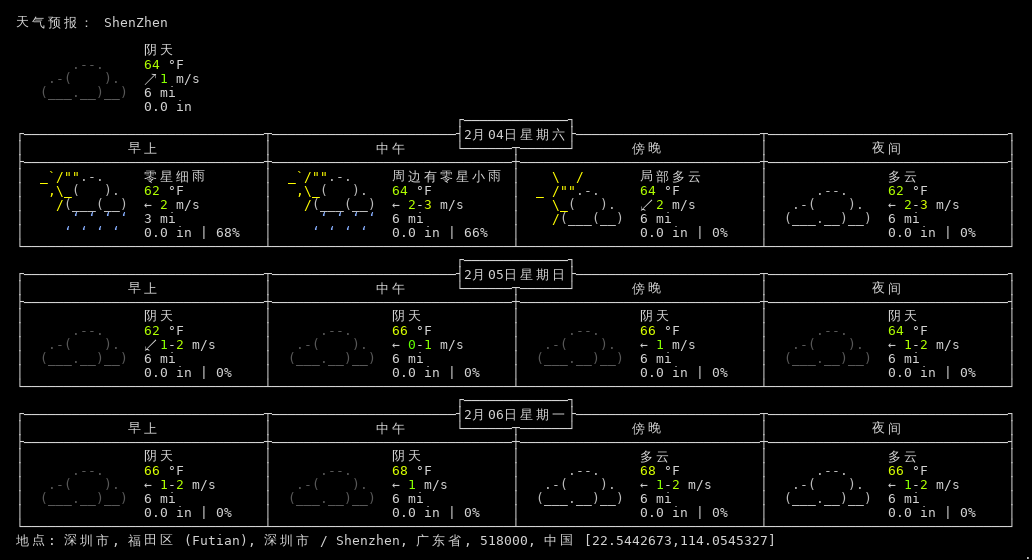 天气预报： ShenZhen
阴天
64 °F
↗ 1 m/s
6 mi
0.0 in
2月04日星期六
早上 中午 傍晚 夜间
零星细雨 周边有零星小雨 局部多云 多云
62 °F 64 °F 64 °F 62 °F
← 2 m/s ← 2-3 m/s ↙ 2 m/s ← 2-3 m/s
3 mi 6 mi 6 mi 6 mi
0.0 in | 68% 0.0 in | 66% 0.0 in | 0% 0.0 in | 0%
2月05日星期日
早上 中午 傍晚 夜间
阴天 阴天 阴天 阴天
62 °F 66 °F 66 °F 64 °F
↙ 1-2 m/s ← 0-1 m/s ← 1 m/s ← 1-2 m/s
6 mi 6 mi 6 mi 6 mi
0.0 in | 0% 0.0 in | 0% 0.0 in | 0% 0.0 in | 0%
2月06日星期一
早上 中午 傍晚 夜间
阴天 阴天 多云 多云
66 °F 68 °F 68 °F 66 °F
← 1-2 m/s ← 1 m/s ← 1-2 m/s ← 1-2 m/s
6 mi 6 mi 6 mi 6 mi
0.0 in | 0% 0.0 in | 0% 0.0 in | 0% 0.0 in | 0%
地点: 深圳市, 福田区 (Futian), 深圳市 / Shenzhen, 广东省, 518000, 中国 [22.5442673,114.0545327]